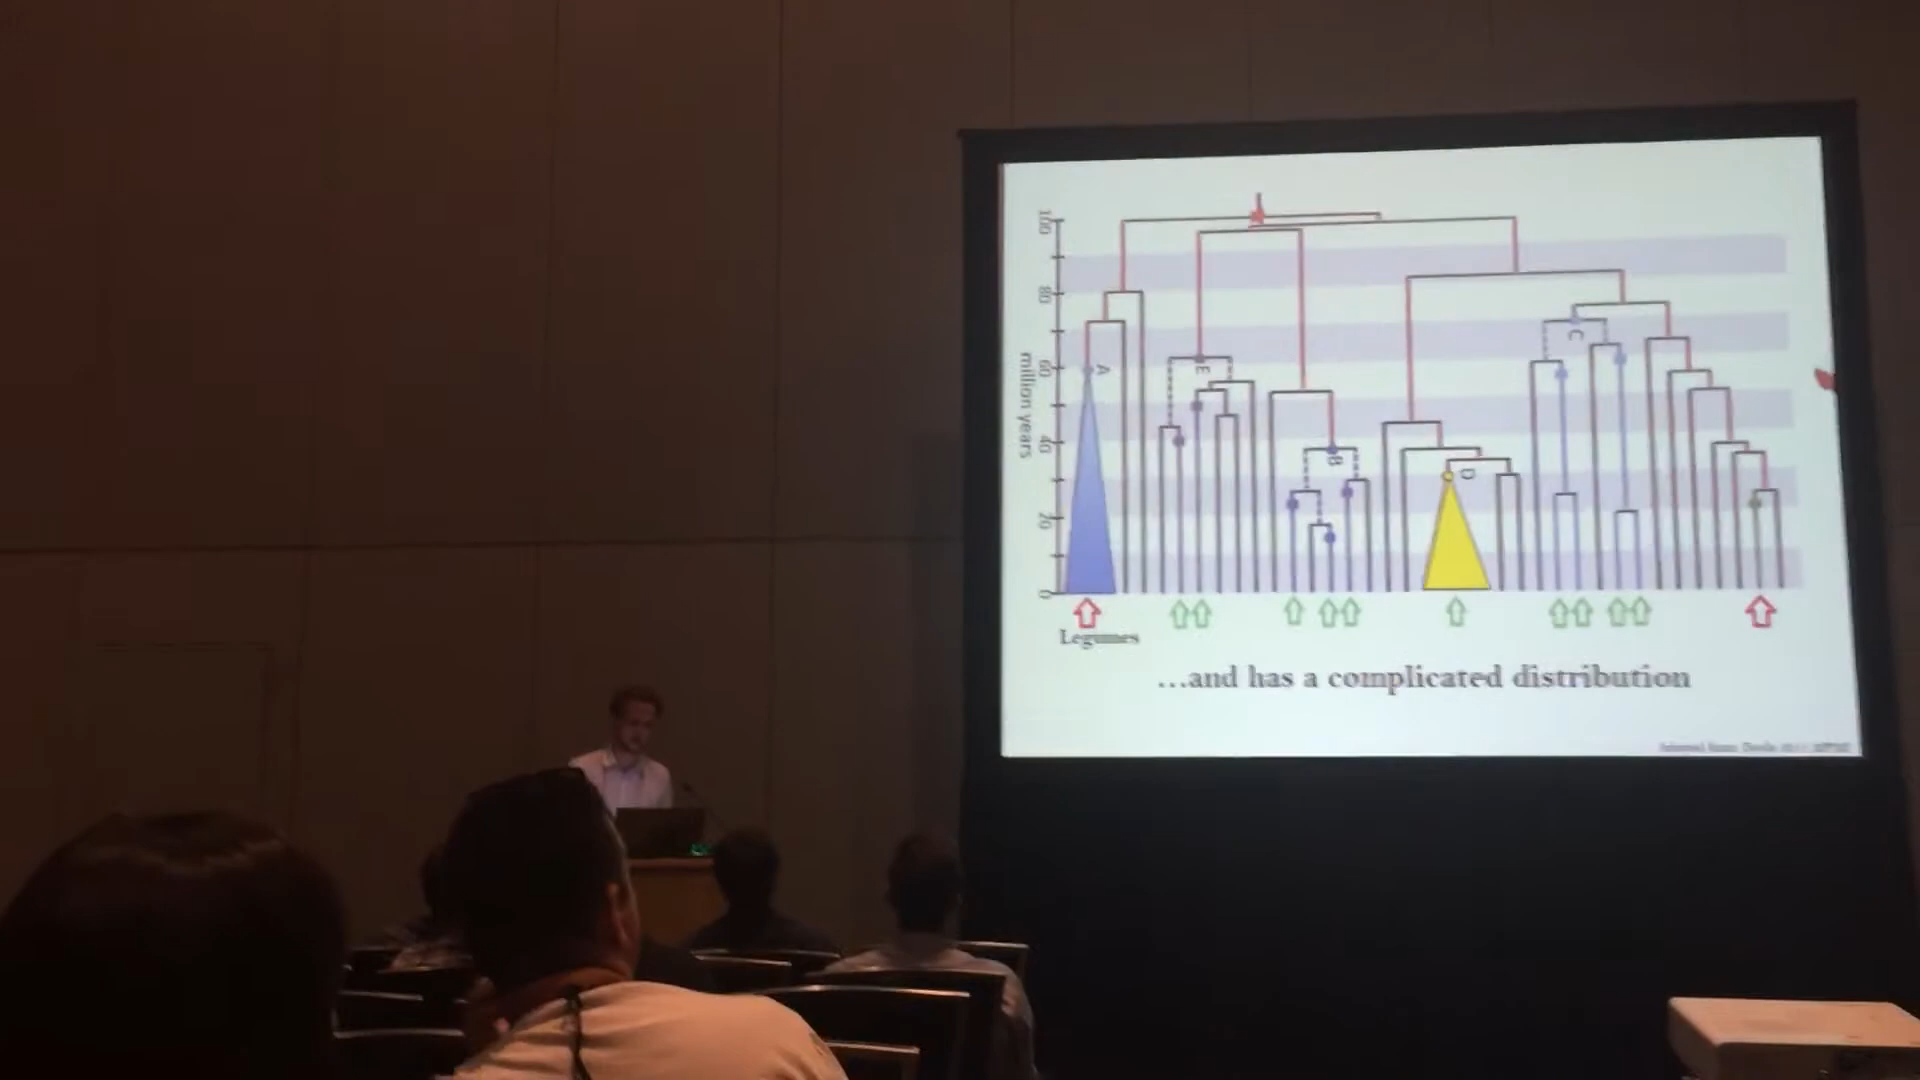 100
80
60
40
20
0
million years
A
E
B
D
C
Legumes
...and has a complicated distribution